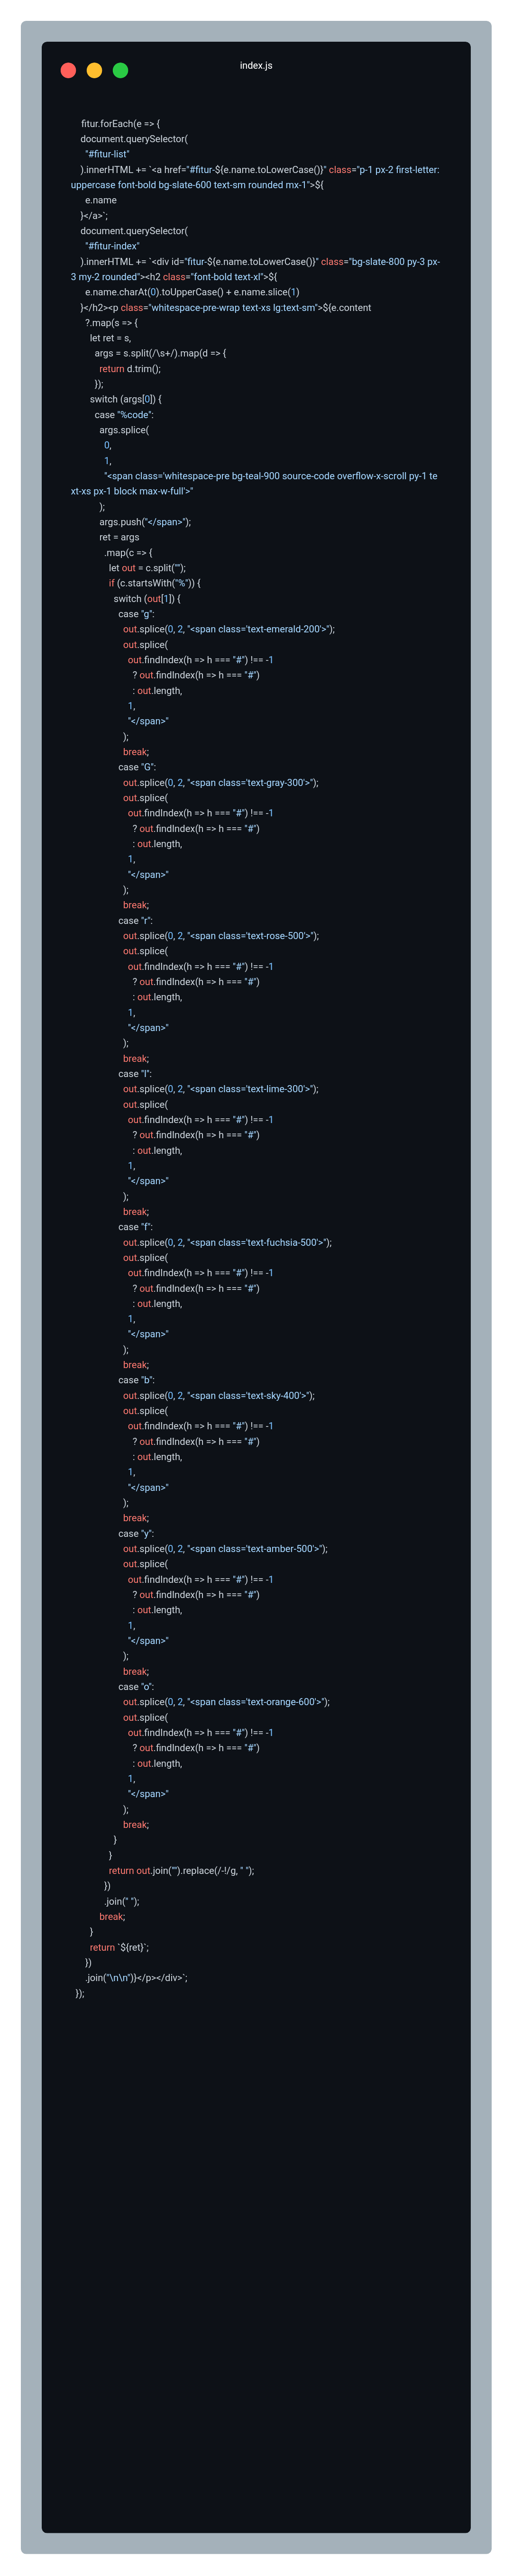 index.js
fitur.forEach(e => {
document.querySelector(
"#fitur-list"
).innerHTML += `<a href="#fitur-${e.name.toLowerCase()}" class="p-1 px-2 first-letter:
uppercase font-bold bg-slate-600 text-sm rounded mx-1">${
e.name
}</a>`;
document.querySelector(
"#fitur-index"
).innerHTML += `<div id="fitur-${e.name.toLowerCase()}" class="bg-slate-800 py-3 px-
3 my-2 rounded"><h2 class="font-bold text-xl">${
e.name.charAt(0).toUpperCase() + e.name.slice(1)
}</h2><p class="whitespace-pre-wrap text-xs lg:text-sm">${e.content
?.map(s => {
let ret = s,
args = s.split(/\s+/).map(d => {
return d.trim();
});
switch (args[0]) {
case "%code":
args.splice(
0,
1,
"<span class='whitespace-pre bg-teal-900 source-code overflow-x-scroll py-1 te
xt-xs px-1 block max-w-full'>"
);
args.push("</span>");
ret = args
.map(c => {
let out = c.split("");
if (c.startsWith("%")) {
switch (out[1]) {
case "g":
out.splice(0, 2, "<span class='text-emerald-200'>");
out.splice(
out.findIndex(h => h === "#") !== -1
? out.findIndex(h => h === "#")
: out.length,
1,
"</span>"
);
break;
case "G":
out.splice(0, 2, "<span class='text-gray-300'>");
out.splice(
out.findIndex(h => h === "#") !== -1
? out.findIndex(h => h === "#")
: out.length,
1,
"</span>"
);
break;
case "r":
out.splice(0, 2, "<span class='text-rose-500'>");
out.splice(
out.findIndex(h => h === "#") !== -1
? out.findIndex(h => h === "#")
: out.length,
1,
"</span>"
);
break;
case "l":
out.splice(0, 2, "<span class='text-lime-300'>");
out.splice(
out.findIndex(h => h === "#") !== -1
? out.findIndex(h => h === "#")
: out.length,
1,
"</span>"
);
break;
case "f":
out.splice(0, 2, "<span class='text-fuchsia-500'>");
out.splice(
out.findIndex(h => h === "#") !== -1
? out.findIndex(h => h === "#")
: out.length,
1,
"</span>"
);
break;
case "b":
out.splice(0, 2, "<span class='text-sky-400'>");
out.splice(
out.findIndex(h => h === "#") !== -1
? out.findIndex(h => h === "#")
: out.length,
1,
"</span>"
);
break;
case "y":
out.splice(0, 2, "<span class='text-amber-500'>");
out.splice(
out.findIndex(h => h === "#") !== -1
? out.findIndex(h => h === "#")
: out.length,
1,
"</span>"
);
break;
case "o":
out.splice(0, 2, "<span class='text-orange-600'>");
out.splice(
out.findIndex(h => h === "#") !== -1
? out.findIndex(h => h === "#")
: out.length,
1,
"</span>"
);
break;
}
}
return out.join("").replace(/-!/g, " ");
})
.join(" ");
break;
}
return `${ret}`;
})
.join("\n\n")}</p></div>`;
});